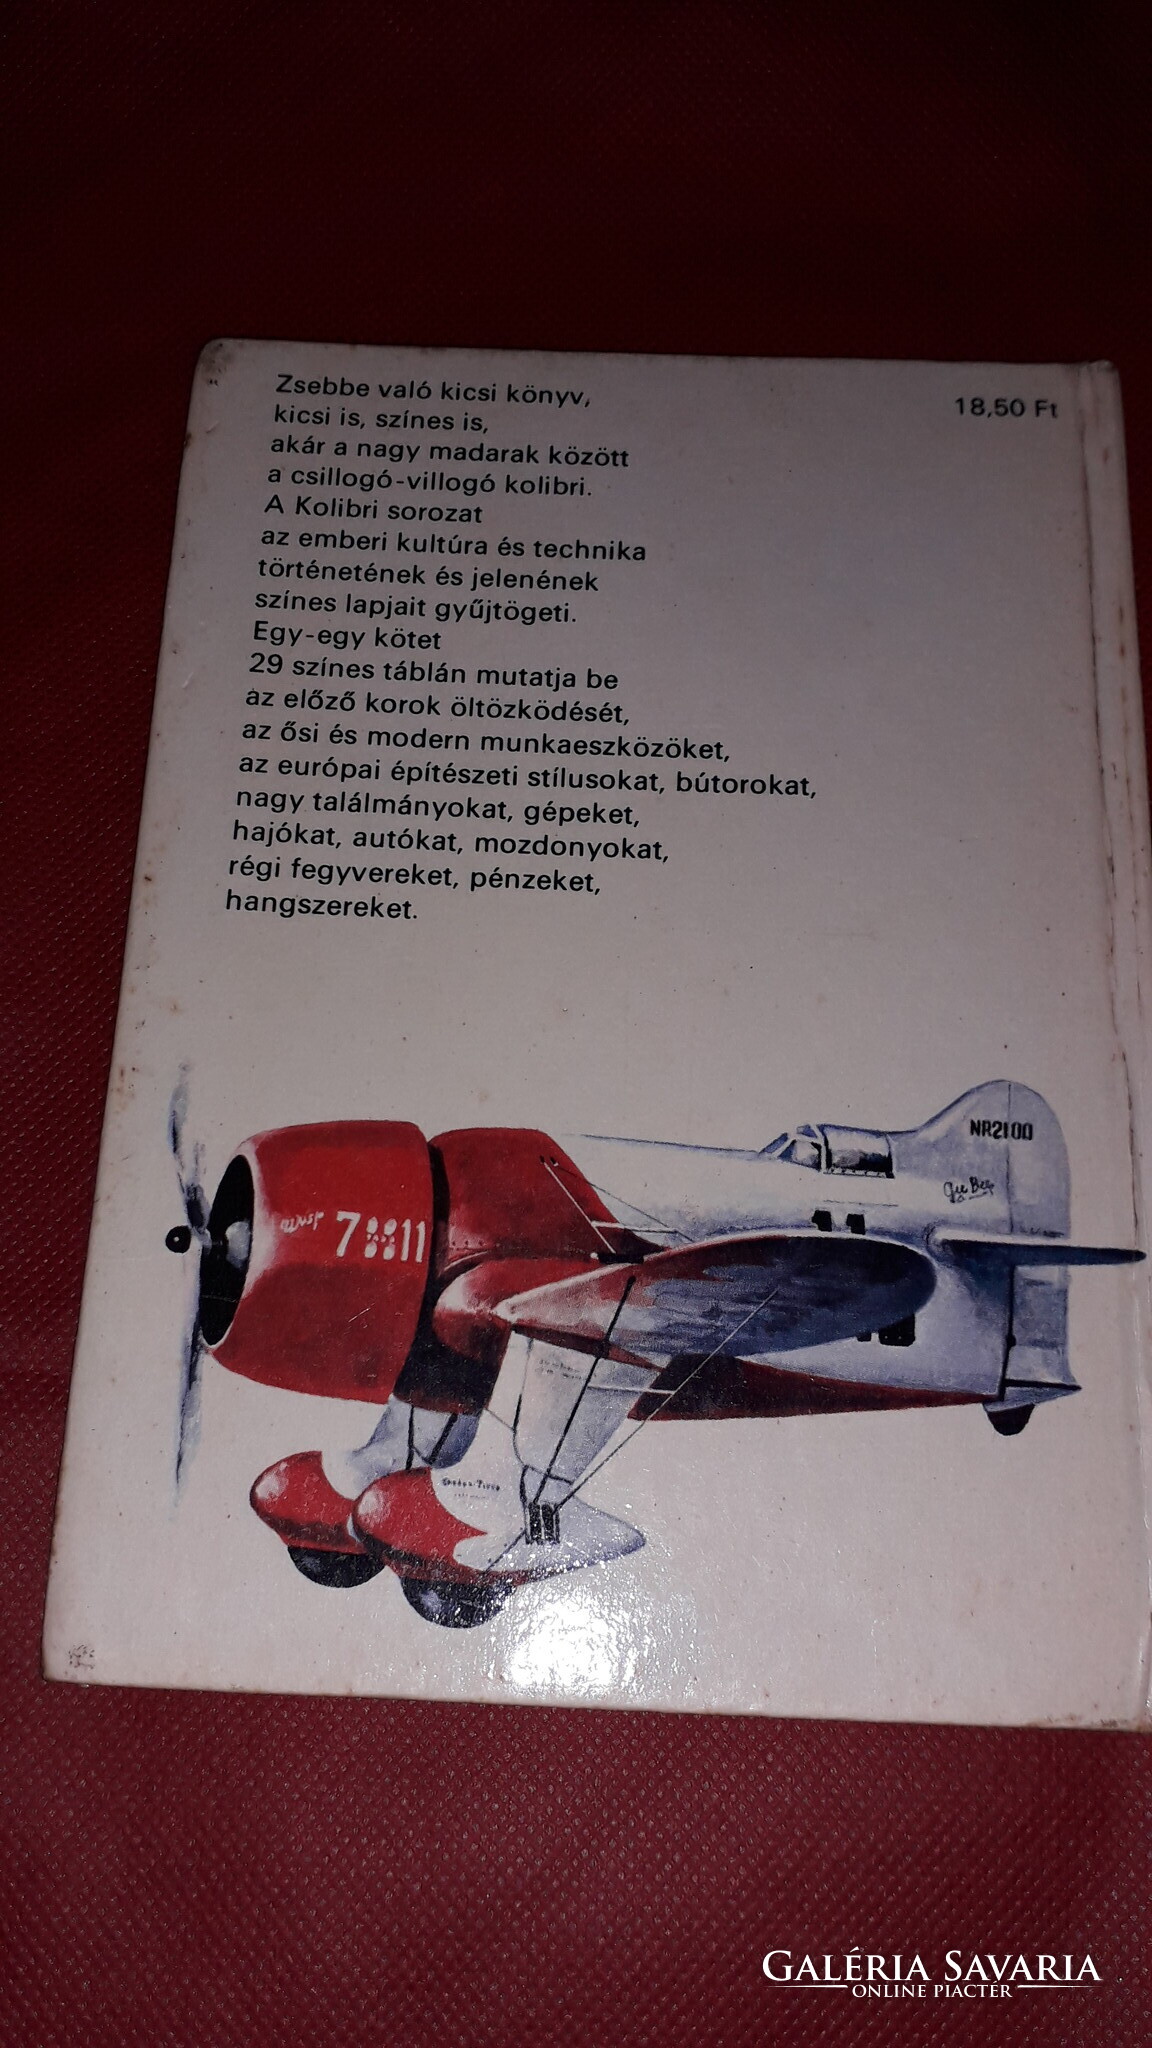 Zsebbe való kicsi könyv,
kicsi is, színes is,
akár a nagy madarak között
a csillogó-villogó kolibri.
A Kolibri sorozat
az emberi kultúra és technika
történetének és jelenének
színes lapjait gyűjtögeti.
Egy-egy kötet
29 színes táblán mutatja be
az előző korok öltözködését,
az ősi és modern munkaeszközöket,
az európai építészeti stílusokat, bútorokat,
nagy találmányokat, gépeket,
hajókat, autókat, mozdonyokat,
régi fegyvereket, pénzeket,
hangszereket.
18,50 Ft
NR2100
Gee Bee
7 11
GALÉRIA SAVARIA
ONLINE PIACTÉR